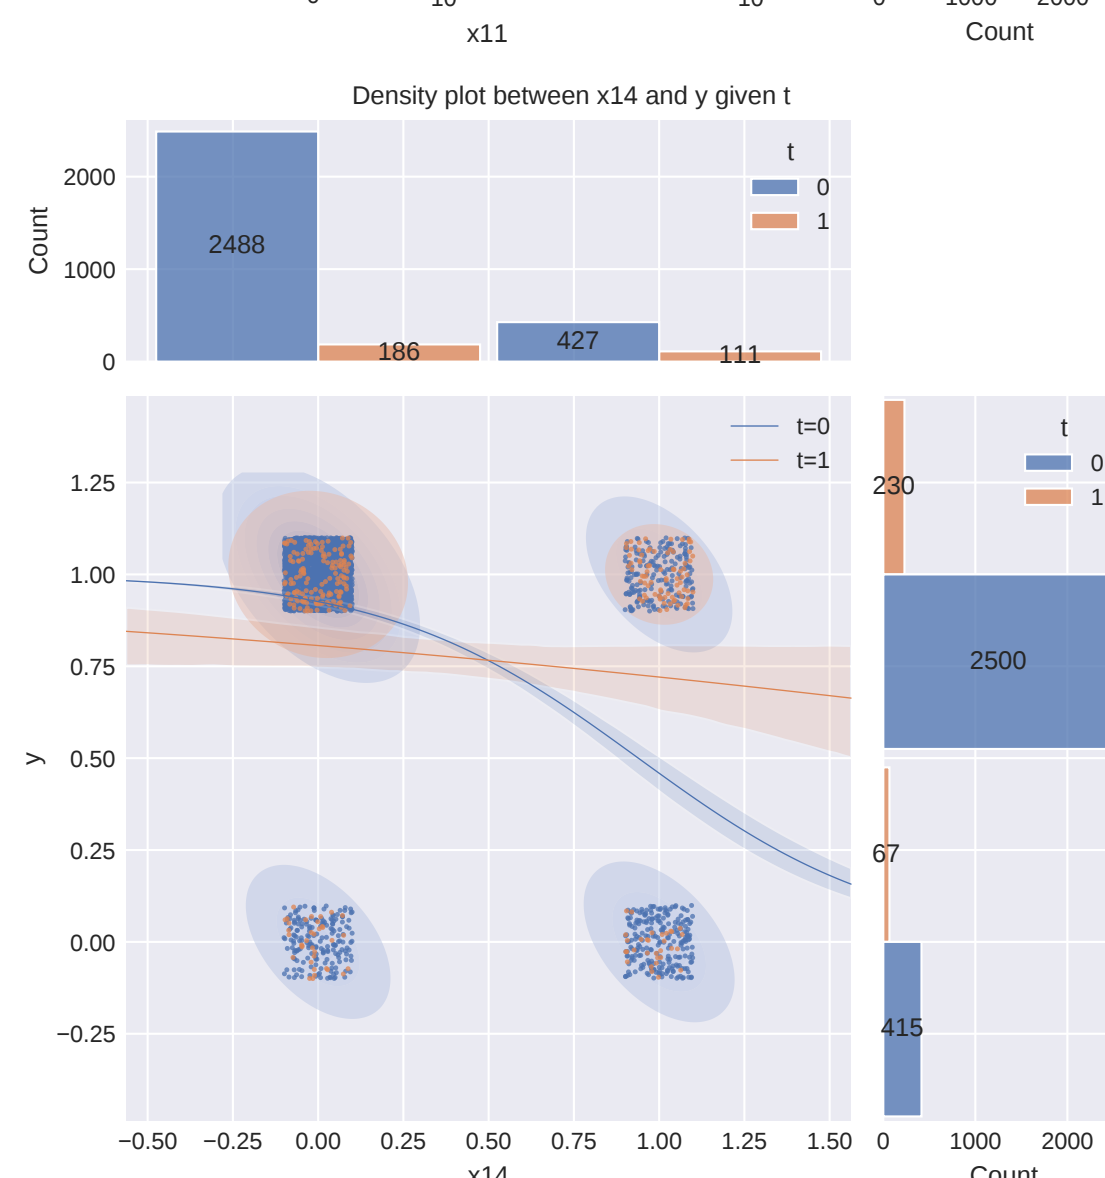 x11
Count
Density plot between x14 and y given t
Count
2000
1000
0
2488
186
427
111
t
0
1
y
1.25
1.00
0.75
0.50
0.25
0.00
−0.25
t=0
t=1
−0.50 −0.25 0.00 0.25 0.50 0.75 1.00 1.25 1.50
x14
t
0
1
230
2500
67
415
0 1000 2000
Count